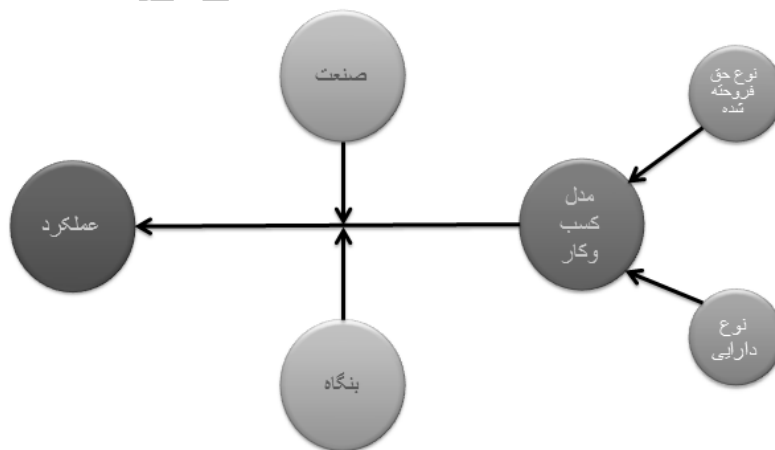 صنعت
نوع حق
فروخته
شده
مدل
کسب
وکار
عملکرد
نوع
دارایی
بنگاه